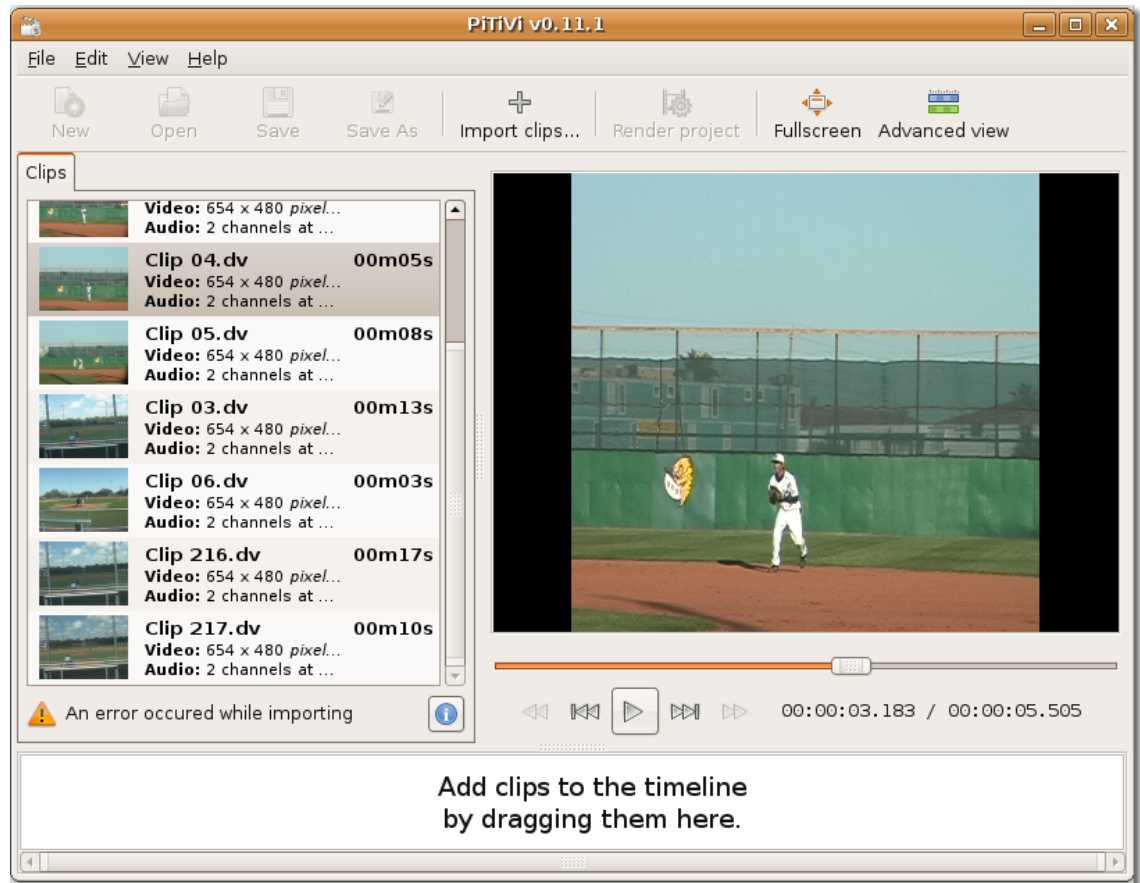 PiTiVi v0.11.1
File Edit View Help
New Open Save Save As Import clips... Render project Fullscreen Advanced view
Clips
Video: 654 x 480 pixel...
Audio: 2 channels at ...
Clip 04.dv 00m05s
Video: 654 x 480 pixel...
Audio: 2 channels at ...
Clip 05.dv 00m08s
Video: 654 x 480 pixel...
Audio: 2 channels at ...
Clip 03.dv 00m13s
Video: 654 x 480 pixel...
Audio: 2 channels at ...
Clip 06.dv 00m03s
Video: 654 x 480 pixel...
Audio: 2 channels at ...
Clip 216.dv 00m17s
Video: 654 x 480 pixel...
Audio: 2 channels at ...
Clip 217.dv 00m10s
Video: 654 x 480 pixel...
Audio: 2 channels at ...
An error occured while importing
00:00:03.183 / 00:00:05.505
Add clips to the timeline
by dragging them here.